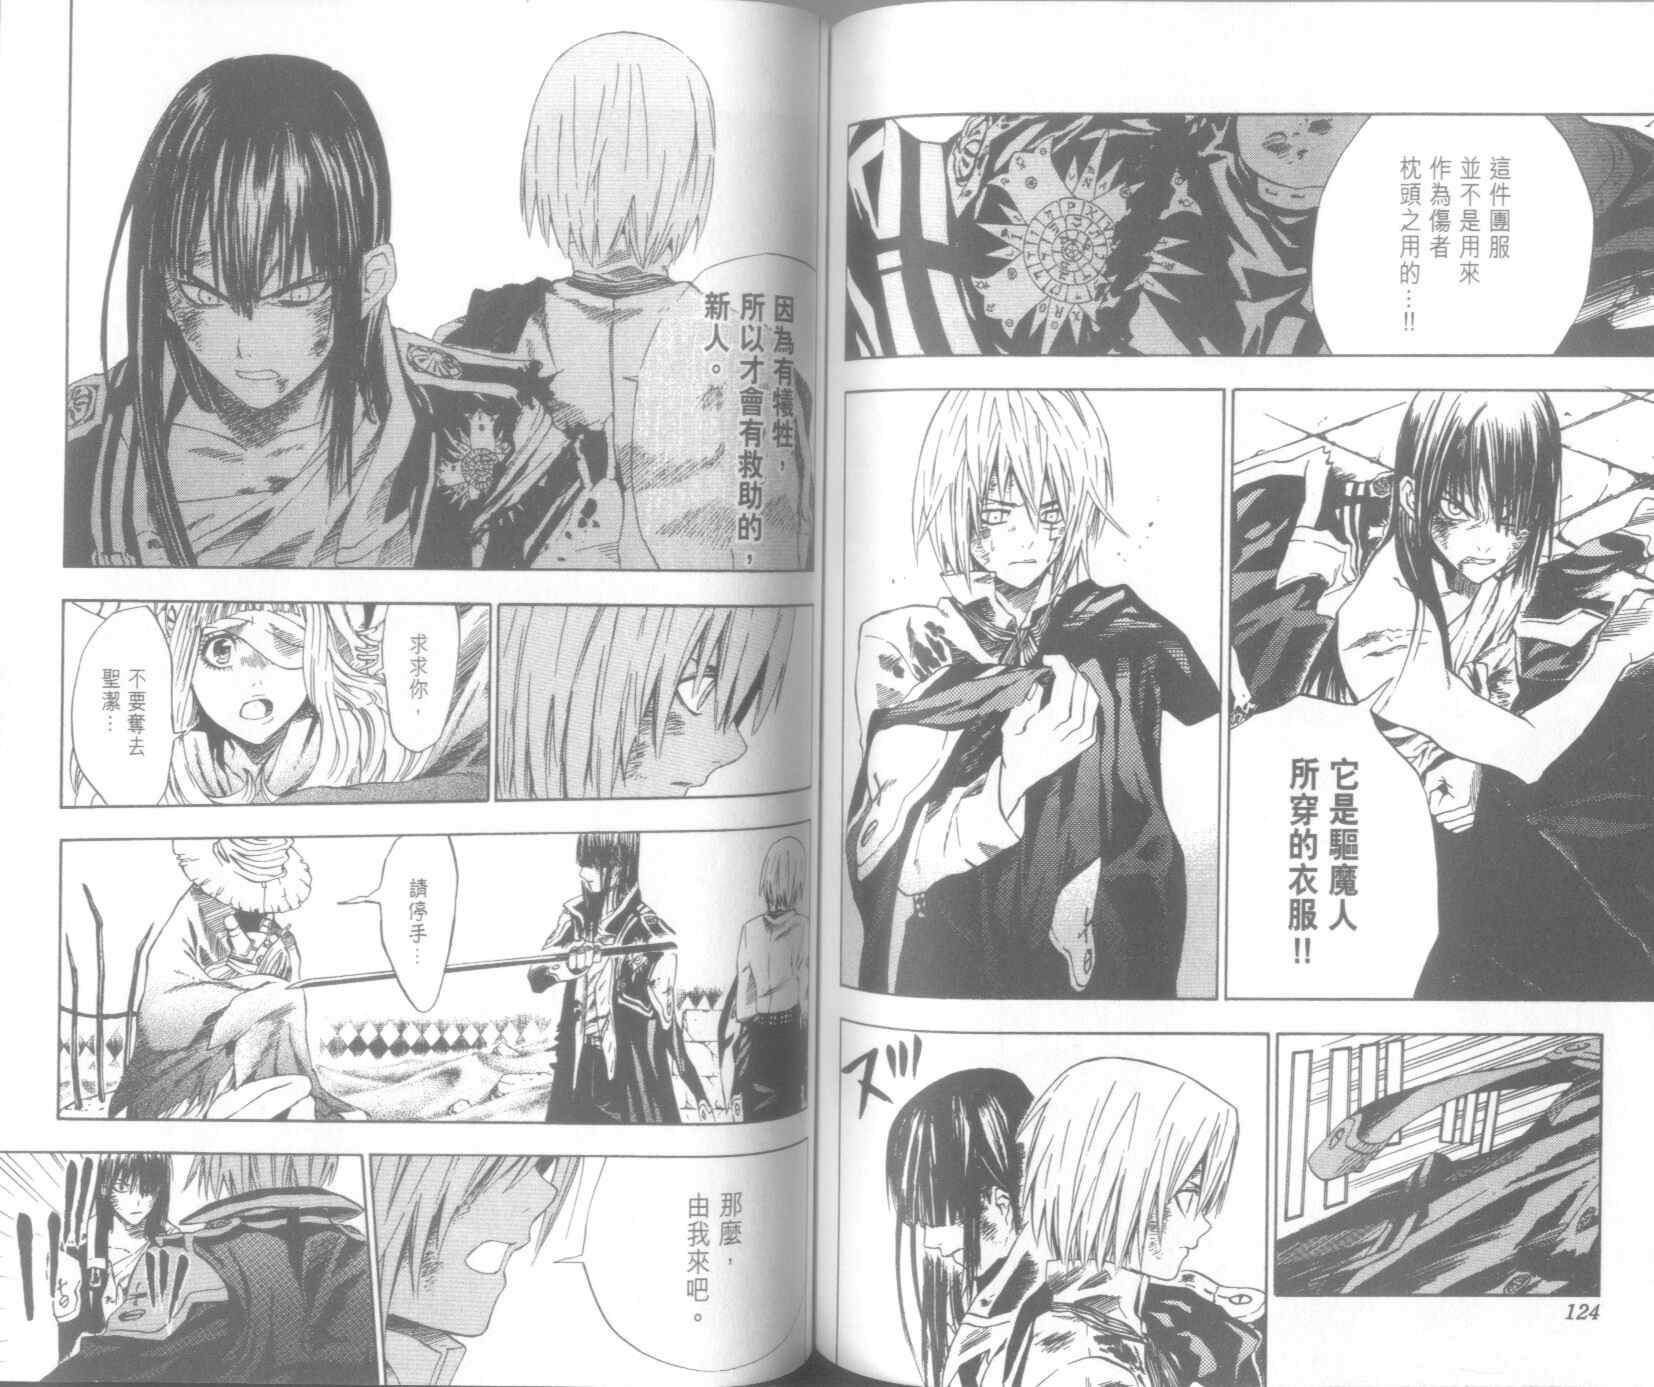 這件團服
並不是用來
作為傷者
枕頭之用的…!!
它是驅魔人
所穿的衣服!!
ヌッ
124
因為有犧牲，
所以才會有救助的，
新人。
求求你，
不要奪去
聖潔…
請停手…
那麼，
由我來吧。